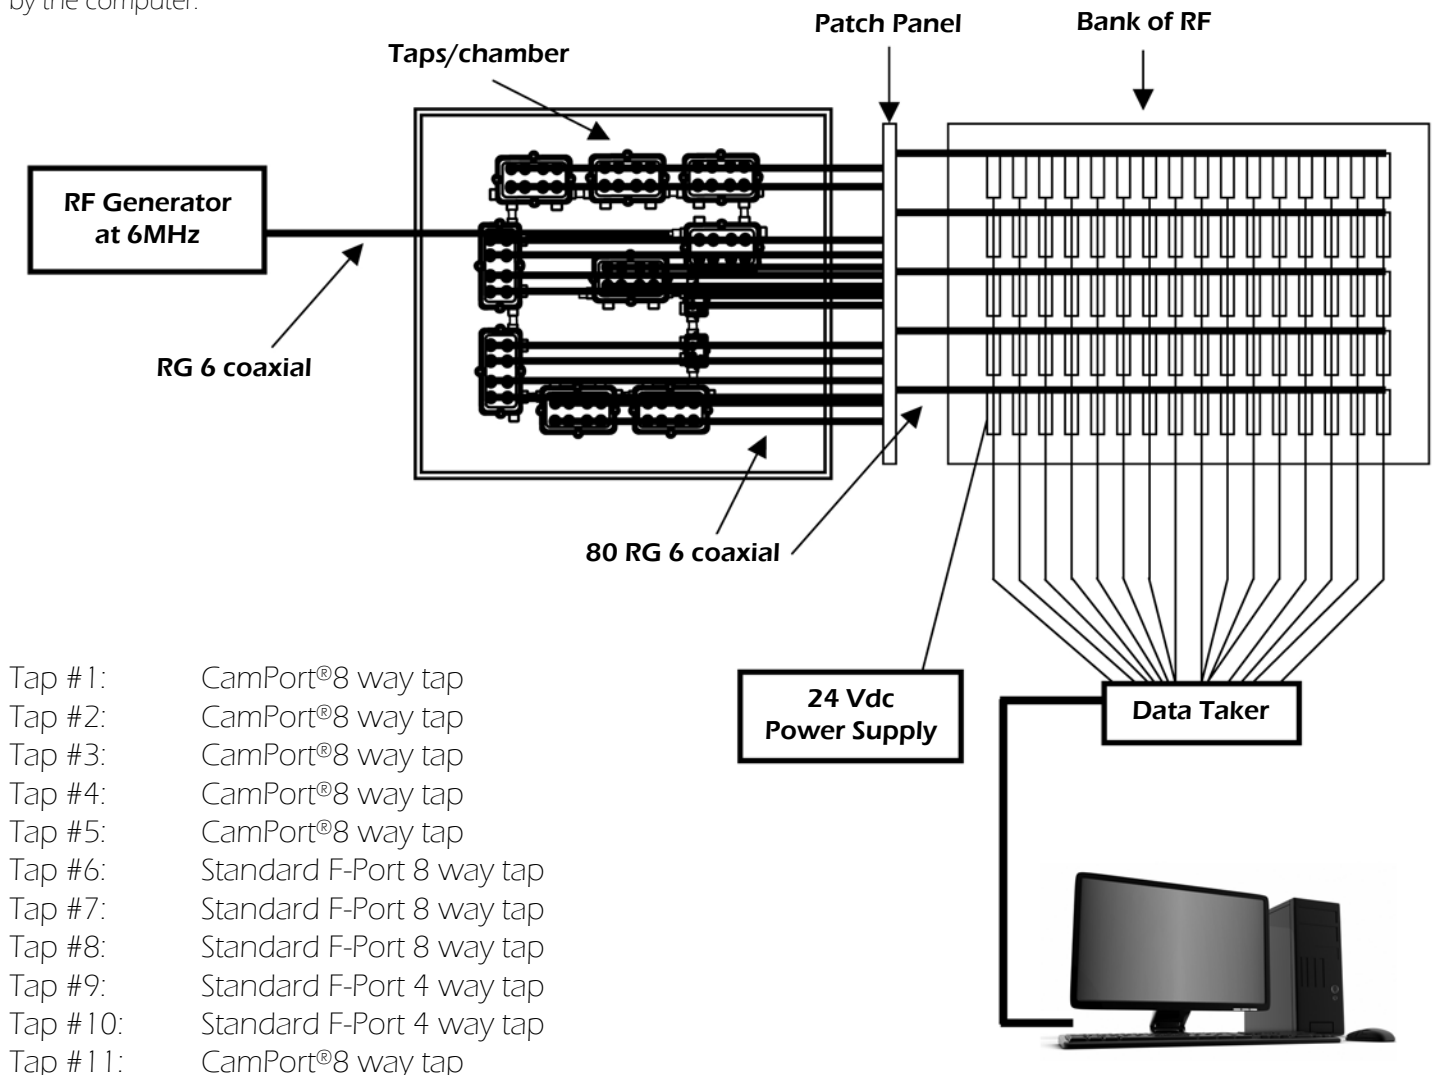 by the computer.
Patch Panel
Bank of RF
Taps/chamber
RF Generator
at 6MHz
RG 6 coaxial
80 RG 6 coaxial
24 Vdc
Power Supply
Data Taker
Tap #1: CamPort®8 way tap
Tap #2: CamPort®8 way tap
Tap #3: CamPort®8 way tap
Tap #4: CamPort®8 way tap
Tap #5: CamPort®8 way tap
Tap #6: Standard F-Port 8 way tap
Tap #7: Standard F-Port 8 way tap
Tap #8: Standard F-Port 8 way tap
Tap #9: Standard F-Port 4 way tap
Tap #10: Standard F-Port 4 way tap
Tap #11: CamPort®8 way tap